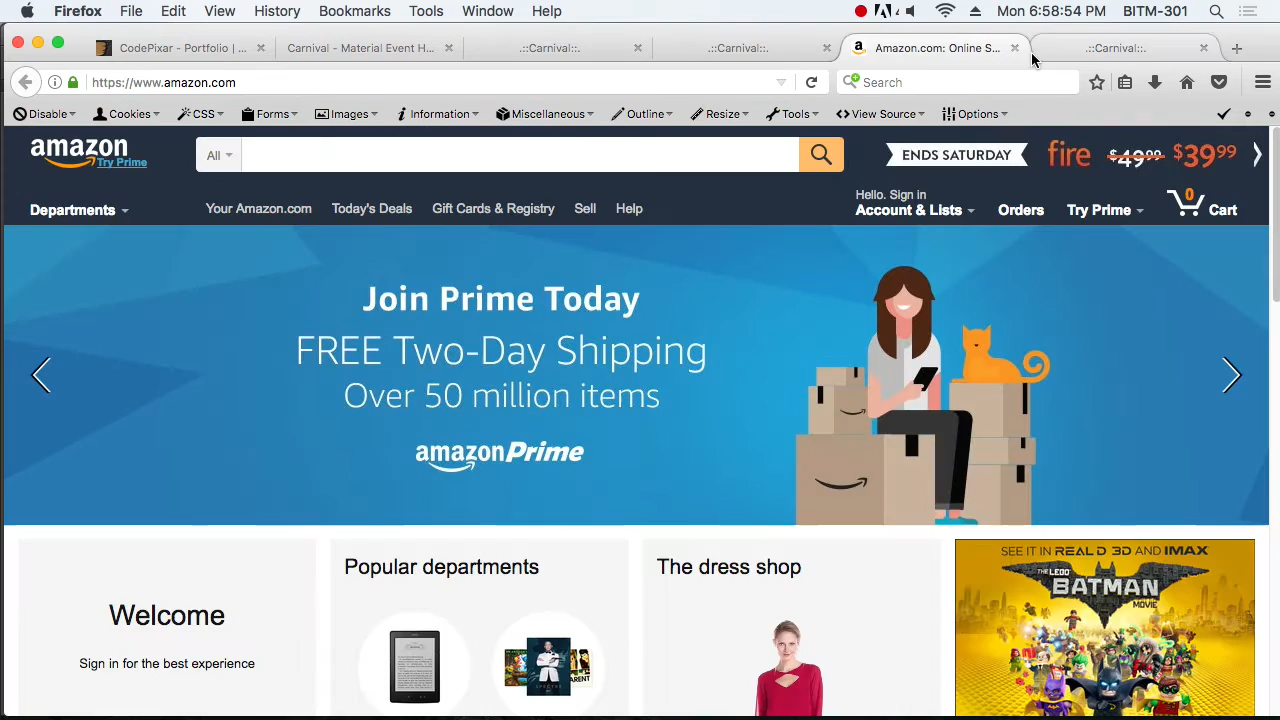 Firefox File Edit View History Bookmarks Tools Window Help Mon 6:58:54 PM BITM-301
CodePixar - Portfolio | ... Carnival - Material Event H... .::Carnival::. .::Carnival::. Amazon.com: Online S... .::Carnival::.
https://www.amazon.com Search
Disable Cookies CSS Forms Images Information Miscellaneous Outline Resize Tools View Source Options
amazon Try Prime All ENDS SATURDAY fire $49.99 $39.99
Departments Your Amazon.com Today's Deals Gift Cards & Registry Sell Help Hello. Sign in Account & Lists Orders Try Prime 0 Cart
Join Prime Today
FREE Two-Day Shipping
Over 50 million items
amazonPrime
Welcome
Sign in for the best experience
Popular departments
SPECTRE
The dress shop
SEE IT IN REAL D 3D AND IMAX
THE LEGO
BATMAN
MOVIE